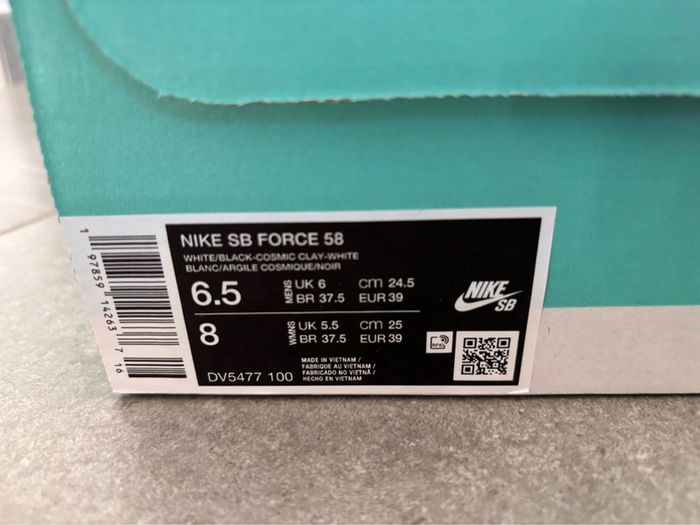 NIKE SB FORCE 58
WHITE/BLACK-COSMIC CLAY-WHITE
BLANC/ARGILE COSMIQUE/NOIR
6.5 MENS UK 6 cm 24.5
BR 37.5 EUR 39
8 WMNS UK 5.5 cm 25
BR 37.5 EUR 39
MADE IN VIETNAM /
FABRIQUE AU VIETNAM /
FABRICADO NO VIETNÃ /
HECHO EN VIETNAM
DV5477 100
NIKE
SB
1 97859 14263 7 16